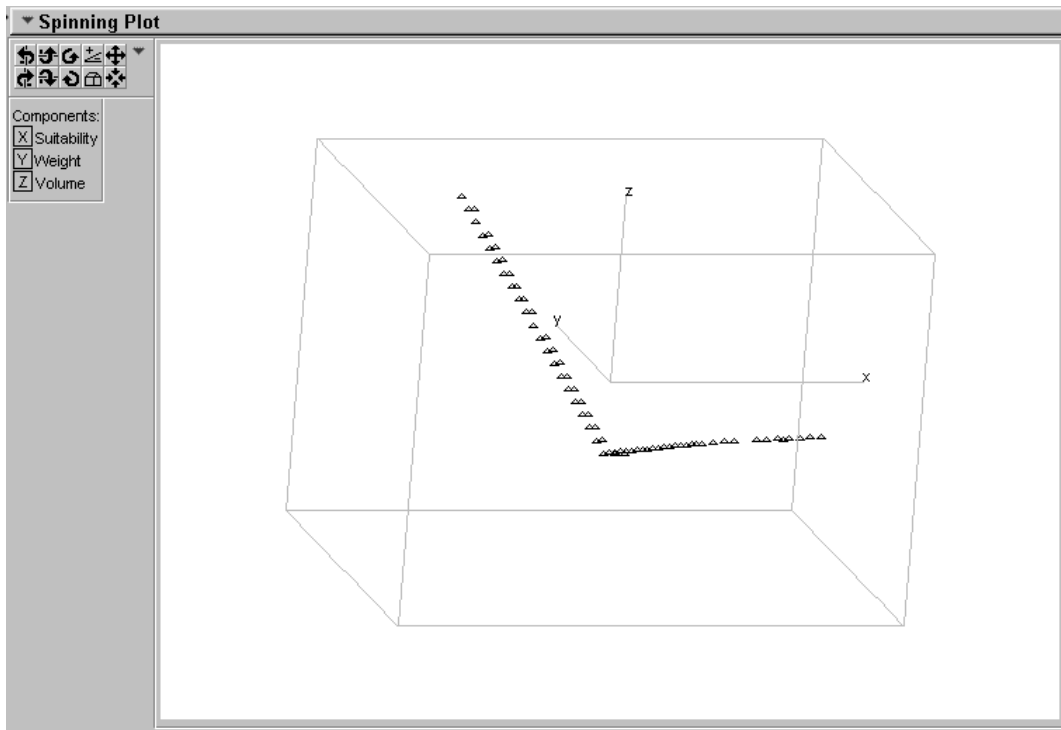 Spinning Plot
Components:
X Suitability
Y Weight
Z Volume
z
y
x